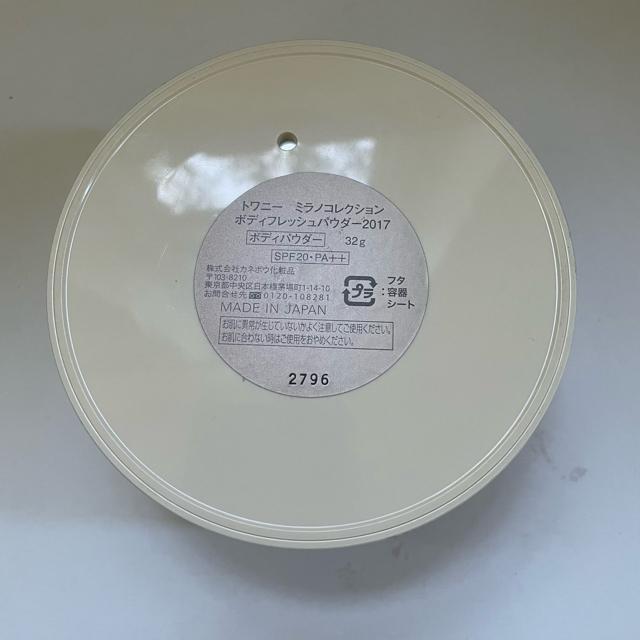 トワニー ミラノコレクション
ボディフレッシュパウダー2017
ボディパウダー 32g
SPF20・PA++
株式会社カネボウ化粧品
〒103-8210
東京都中央区日本橋茅場町1-14-10
お問合せ先 0120-108281
MADE IN JAPAN
プラ
フタ
:容器
シート
お肌に異常が生じていないかよく注意してご使用ください。
お肌に合わない時はご使用をおやめください。
2796